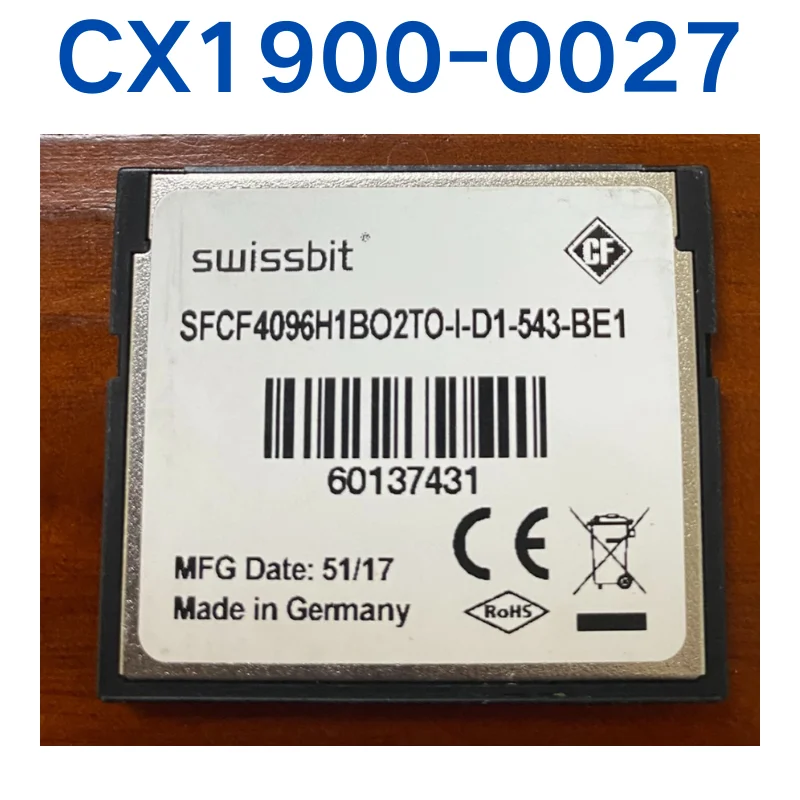 CX1900-0027
swissbit®
CF
SFCF4096H1BO2TO-I-D1-543-BE1
60137431
CE
MFG Date: 51/17
Made in Germany
RoHS